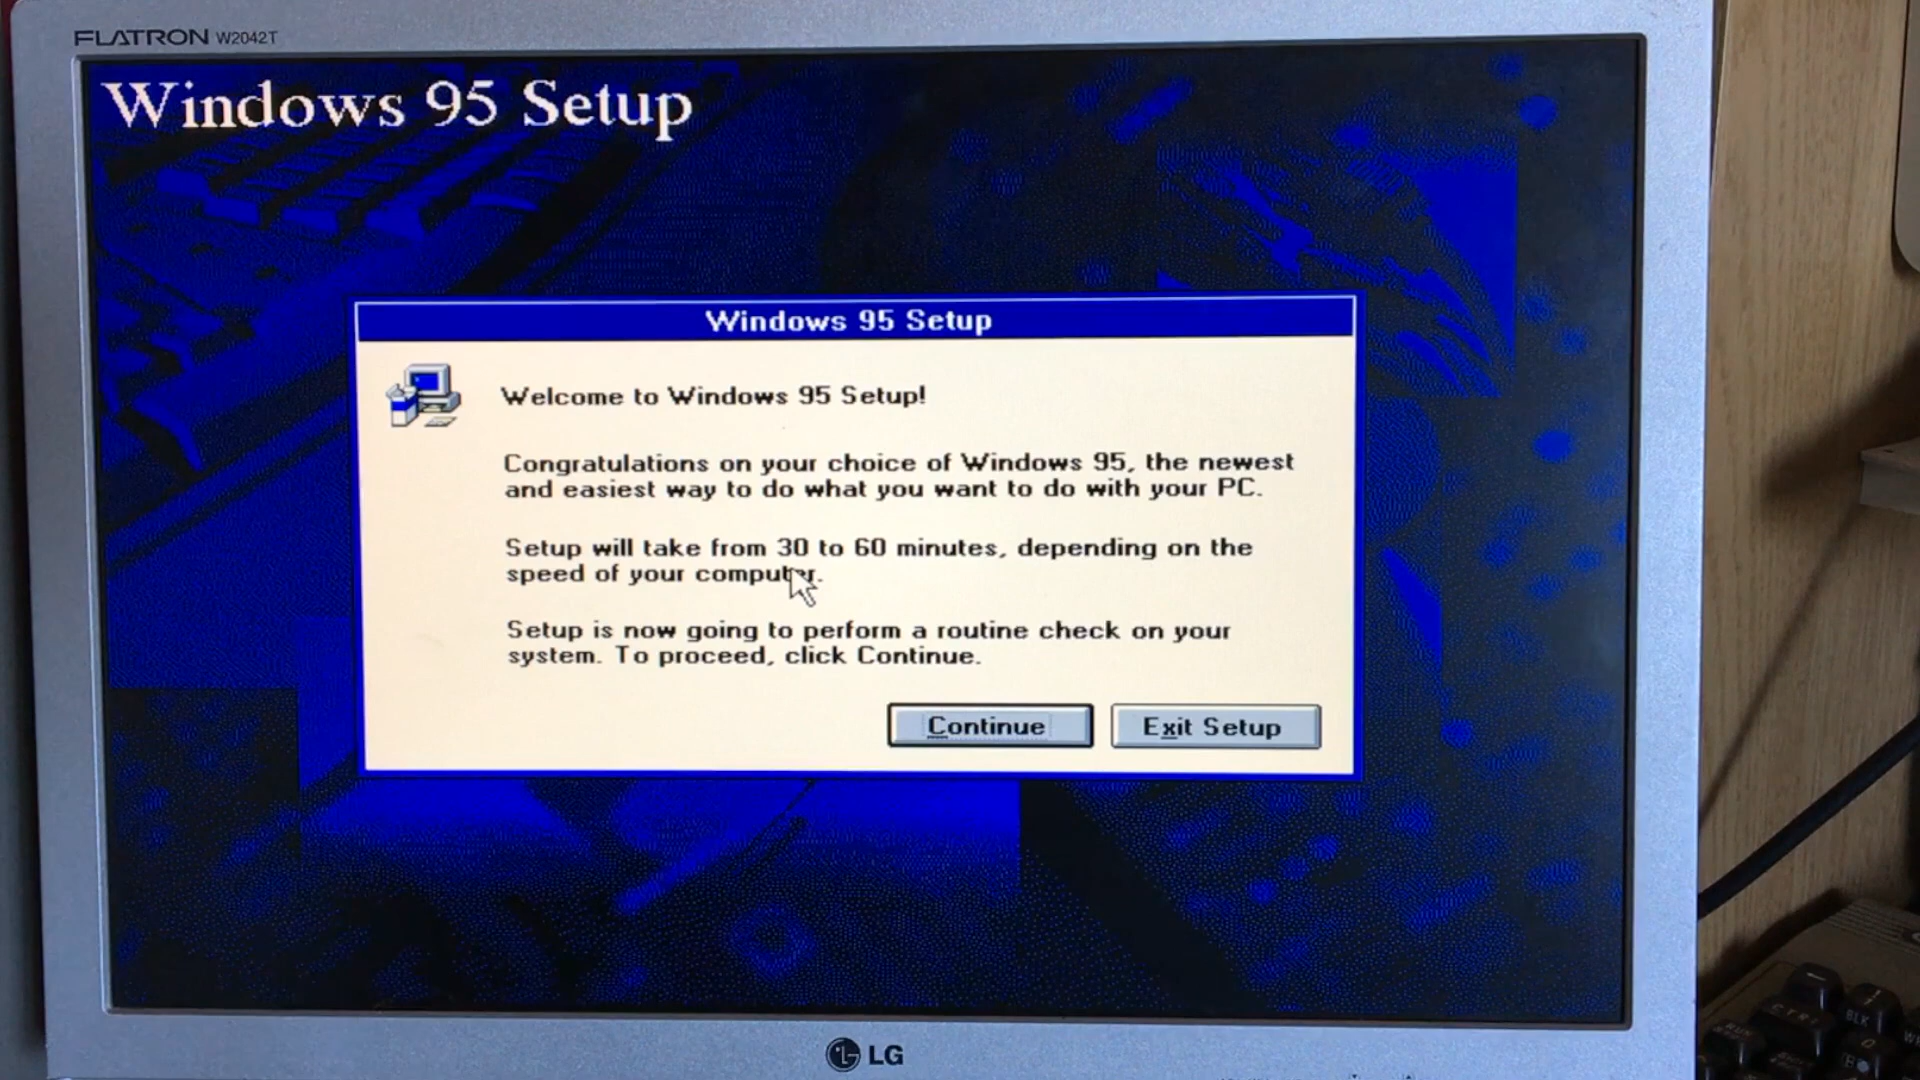 FLATRON W2042T
Windows 95 Setup
Windows 95 Setup
Welcome to Windows 95 Setup!
Congratulations on your choice of Windows 95, the newest
and easiest way to do what you want to do with your PC.
Setup will take from 30 to 60 minutes, depending on the
speed of your computer.
Setup is now going to perform a routine check on your
system. To proceed, click Continue.
Continue
Exit Setup
LG
CTRL
BLK